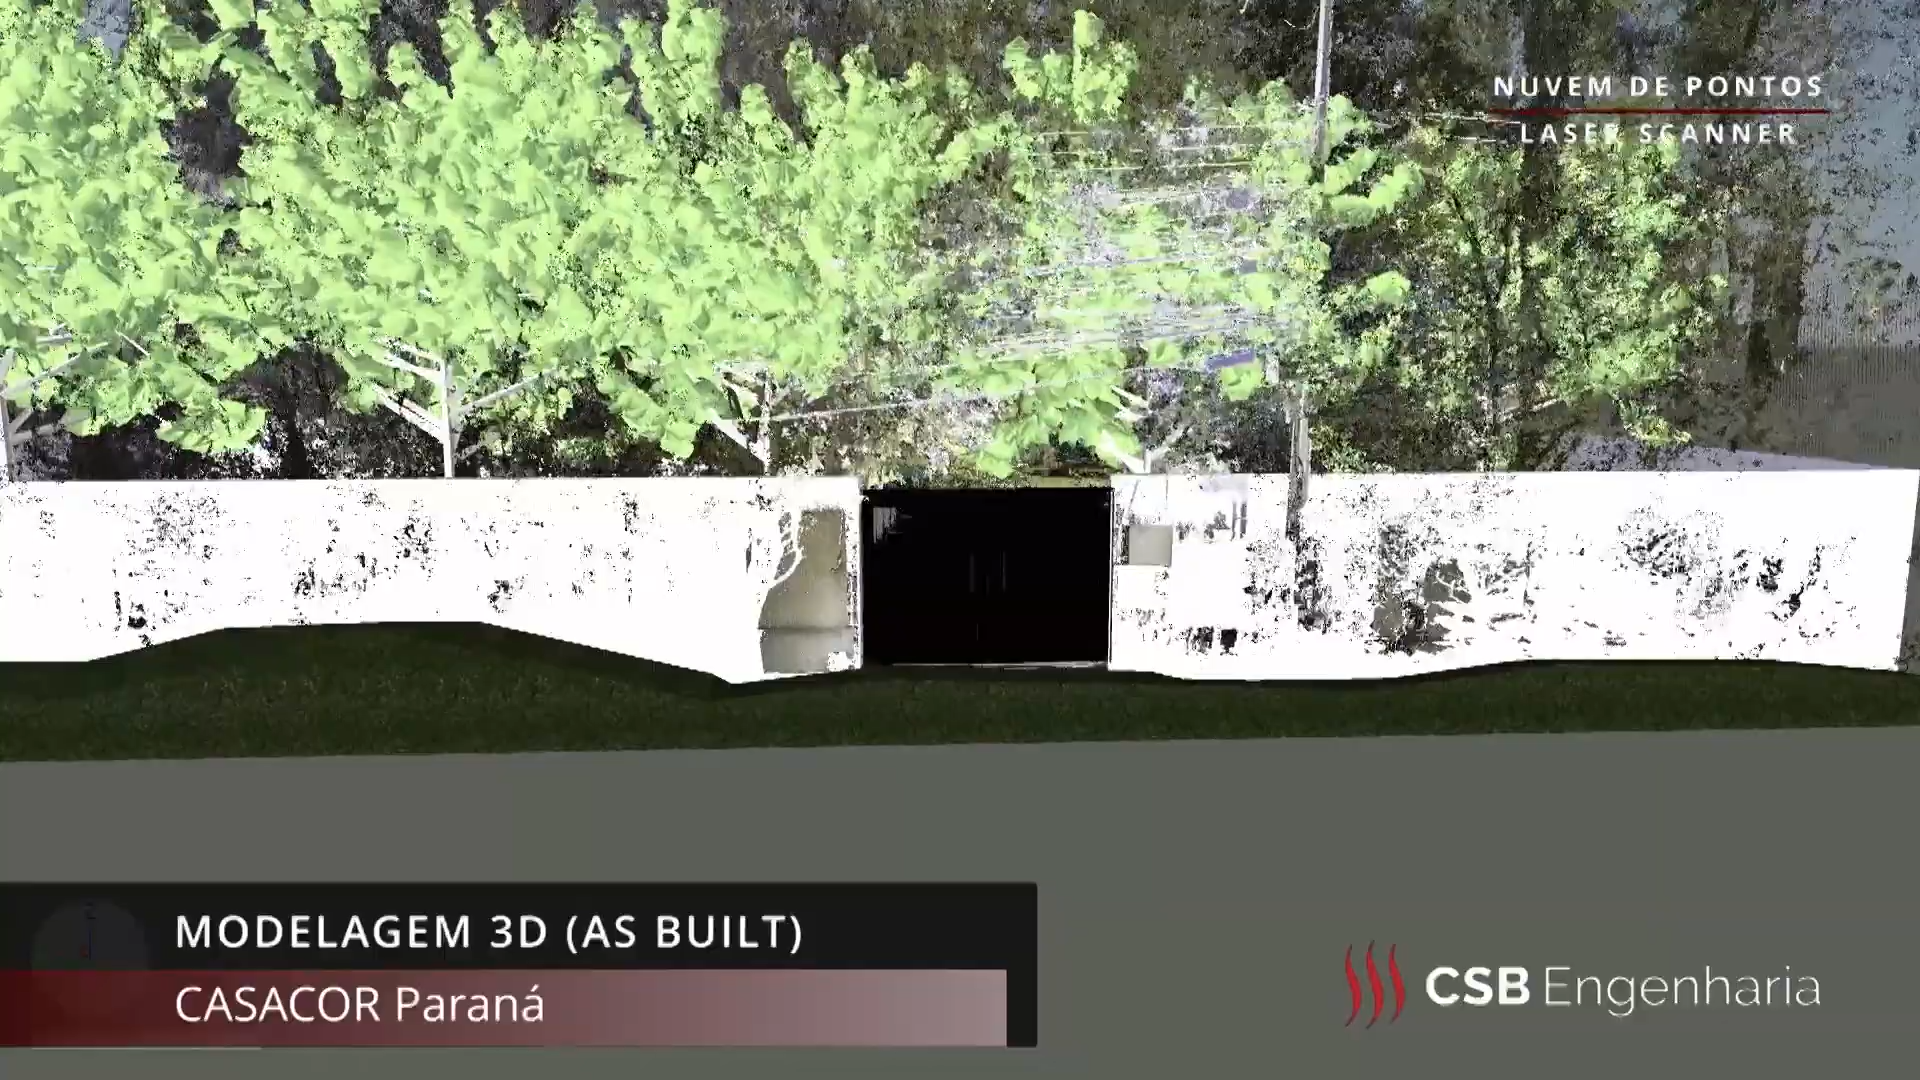 NUVEM DE PONTOS
LASER SCANNER
MODELAGEM 3D (AS BUILT)
CASACOR Paraná
CSB Engenharia